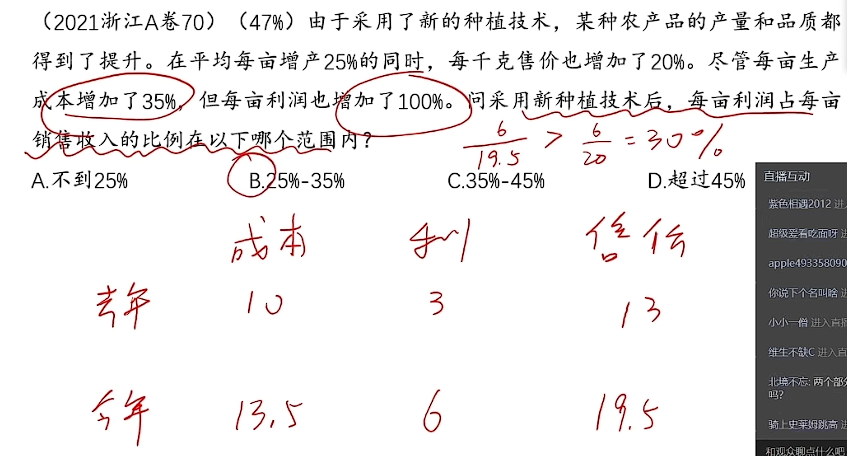 (2021浙江A卷70)(47%)由于采用了新的种植技术,某种农产品的产量和品质都
得到了提升。在平均每亩增产25%的同时,每千克售价也增加了20%。尽管每亩生产
成本增加了35%,但每亩利润也增加了100%。问采用新种植技术后,每亩利润占每亩
销售收入的比例在以下哪个范围内?
6/19.5 > 6/20 = 30%
A.不到25% B.25%-35% C.35%-45% D.超过45%
成本 利 售价
去年 10 3 13
今年 13.5 6 19.5
直播互动
紫色相遇2012 进
超级爱看吃面呀 进
apple493358090
你说下个名叫啥 进
小小一僧 进入直播
维生不缺C 进入直
北境不忘: 两个部分
吗?
骑上史莱姆跳高 进
和观众聊点什么吧